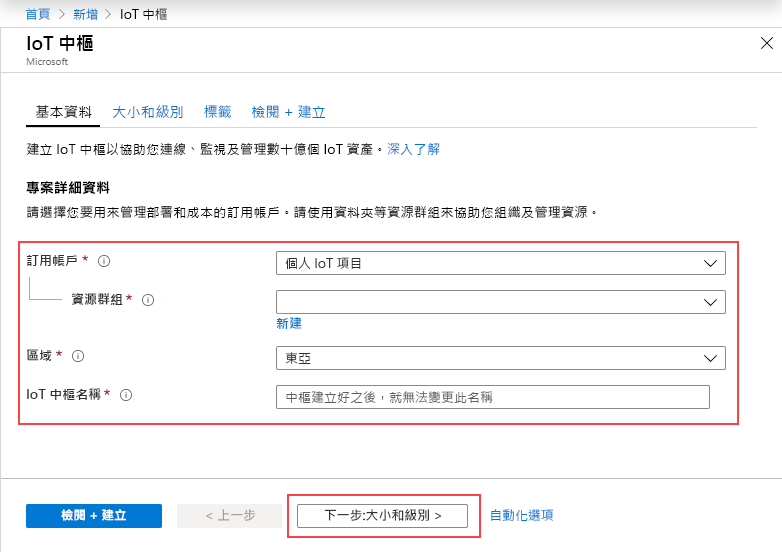 首頁 > 新增 > IoT 中樞
IoT 中樞
Microsoft
基本資料 大小和級別 標籤 檢閱 + 建立
建立 IoT 中樞以協助您連線、監視及管理數十億個 IoT 資產。深入了解
專案詳細資料
請選擇您要用來管理部署和成本的訂用帳戶。請使用資料夾等資源群組來協助您組織及管理資源。
訂用帳戶 * 個人 IoT 項目
資源群組 *
新建
區域 * 東亞
IoT 中樞名稱 * 中樞建立好之後，就無法變更此名稱
檢閱 + 建立 < 上一步 下一步:大小和級別 > 自動化選項